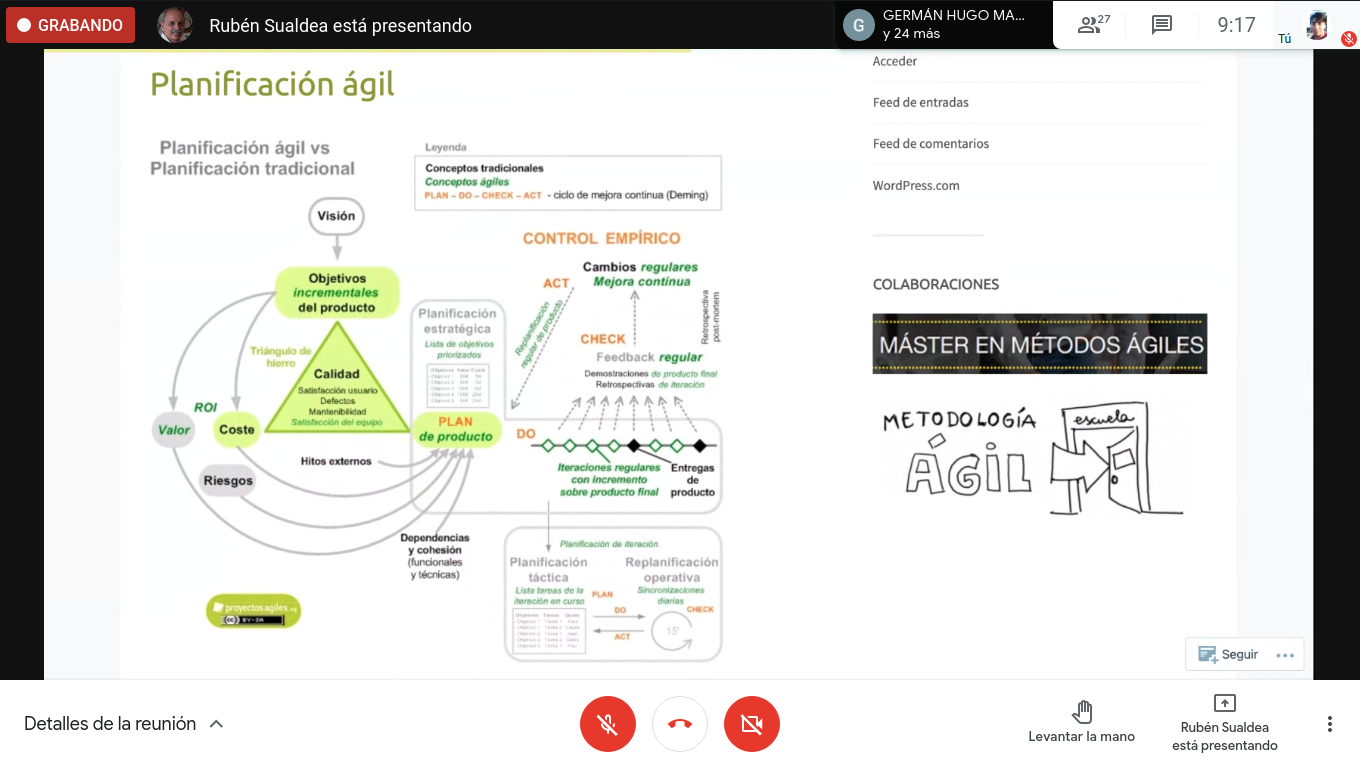 GRABANDO
Rubén Sualdea está presentando
GERMÁN HUGO MA...
y 24 más
G
27
9:17
Tú
Planificación ágil
Planificación ágil vs
Planificación tradicional
Leyenda
Conceptos tradicionales
Conceptos ágiles
PLAN – DO – CHECK – ACT - ciclo de mejora continua (Deming)
Visión
Objetivos
incrementales
del producto
Triángulo de
hierro
Calidad
Satisfacción usuario
Defectos
Mantenibilidad
Satisfacción del equipo
ROI
Valor
Coste
Riesgos
Hitos externos
Dependencias
y cohesión
(funcionales
y técnicas)
Planificación
estratégica
Lista de objetivos
priorizados
Objetivos Valor Coste
PLAN
de producto
CONTROL EMPÍRICO
ACT
Cambios regulares
Mejora contínua
Replanificación
regular de producto
Retrospectiva
post-mortem
CHECK
Feedback regular
Demostraciones de producto final
Retrospectivas de iteración
DO
Iteraciones regulares
con incremento
sobre producto final
Entregas
de
producto
Planificación de iteración
Planificación
táctica
Lista tareas de la
iteración en curso
Objetivos Tareas Quien
PLAN
DO
ACT
Replanificación
operativa
Sincronizaciones
diarias
CHECK
15'
proyectosagiles.org
CC BY-SA
Acceder
Feed de entradas
Feed de comentarios
WordPress.com
COLABORACIONES
MÁSTER EN MÉTODOS ÁGILES
METODOLOGÍA
ÁGIL
escuela
Seguir
Detalles de la reunión
Levantar la mano
Rubén Sualdea
está presentando